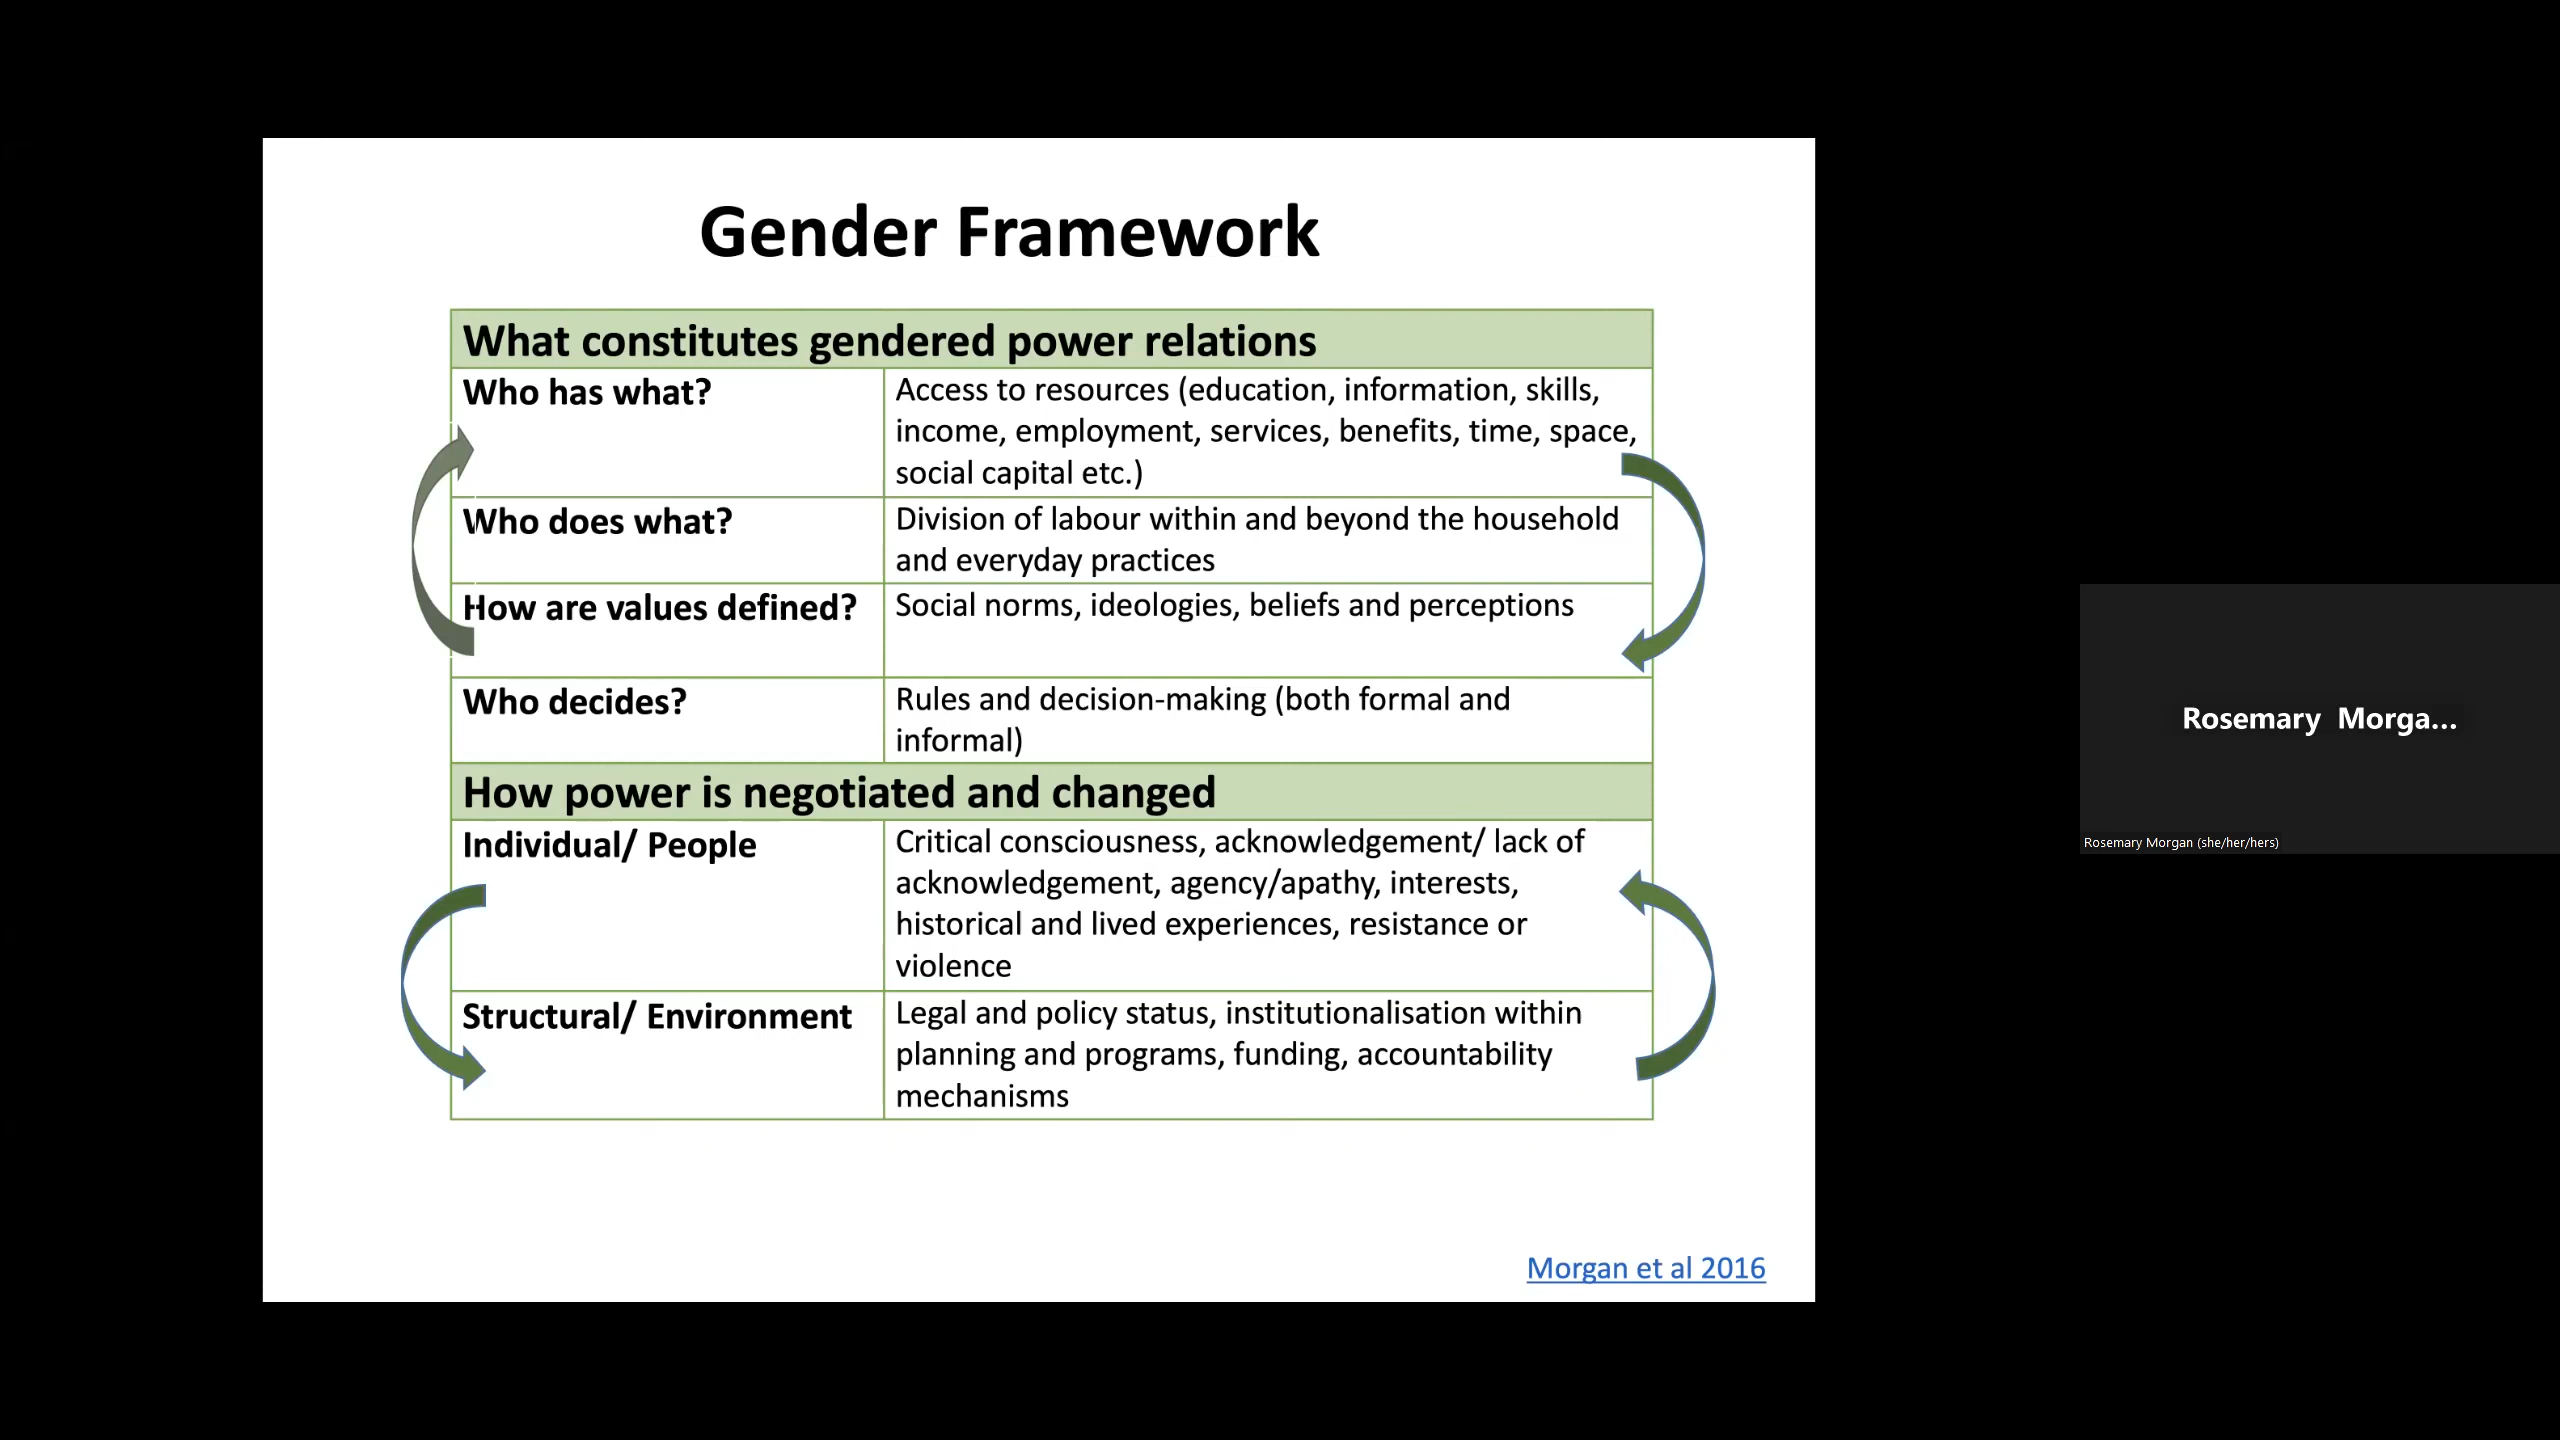 Gender Framework
What constitutes gendered power relations
Who has what?
Access to resources (education, information, skills,
income, employment, services, benefits, time, space,
social capital etc.)
Who does what?
Division of labour within and beyond the household
and everyday practices
How are values defined?
Social norms, ideologies, beliefs and perceptions
Who decides?
Rules and decision-making (both formal and
informal)
How power is negotiated and changed
Individual/ People
Critical consciousness, acknowledgement/ lack of
acknowledgement, agency/apathy, interests,
historical and lived experiences, resistance or
violence
Structural/ Environment
Legal and policy status, institutionalisation within
planning and programs, funding, accountability
mechanisms
Morgan et al 2016
Rosemary Morga...
Rosemary Morgan (she/her/hers)